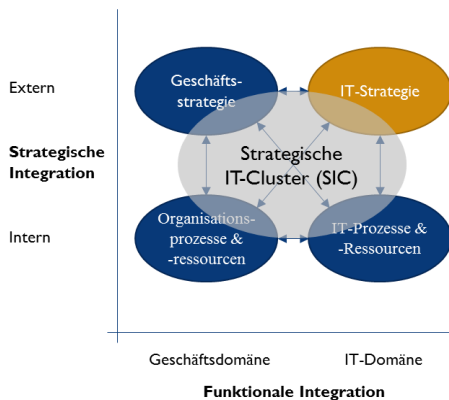 Extern
Geschäfts-
strategie
IT-Strategie
Strategische
Integration
Strategische
IT-Cluster (SIC)
Intern
Organisations-
prozesse &
-ressourcen
IT-Prozesse &
-Ressourcen
Geschäftsdomäne
IT-Domäne
Funktionale Integration